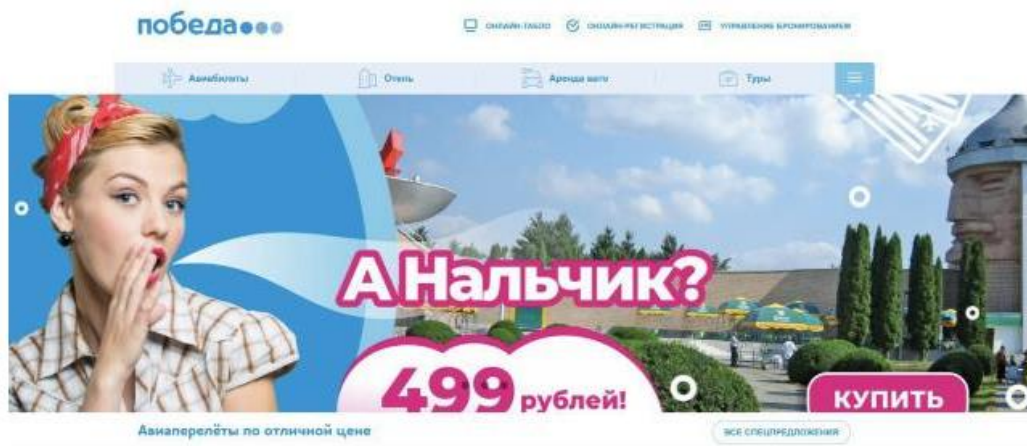 победа
ОНЛАЙН-ТАБЛО ОНЛАЙН-РЕГИСТРАЦИЯ УПРАВЛЕНИЕ БРОНИРОВАНИЕМ
Авиабилеты Отель Аренда авто Туры
А Нальчик?
499 рублей!
КУПИТЬ
Авиаперелёты по отличной цене
ВСЕ СПЕЦПРЕДЛОЖЕНИЯ